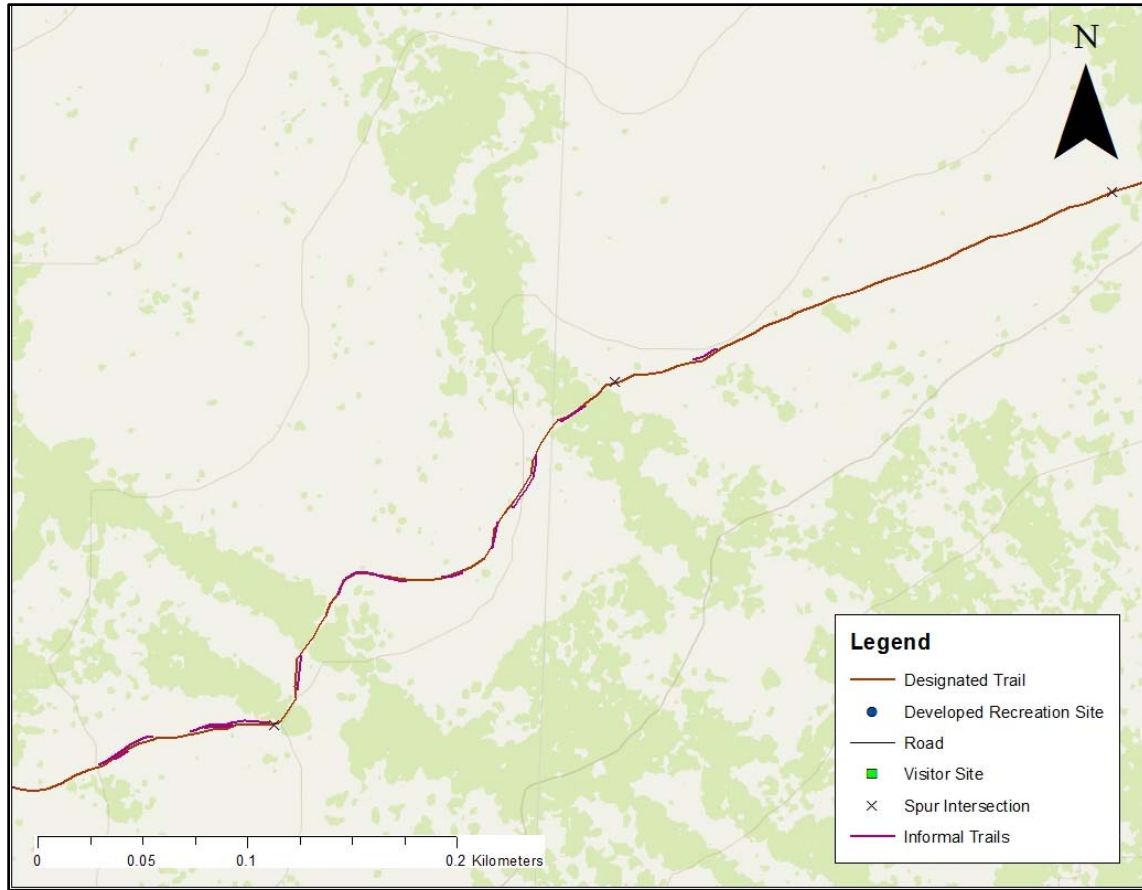 N
Legend
Designated Trail
Developed Recreation Site
Road
Visitor Site
Spur Intersection
Informal Trails
0 0.05 0.1 0.2 Kilometers